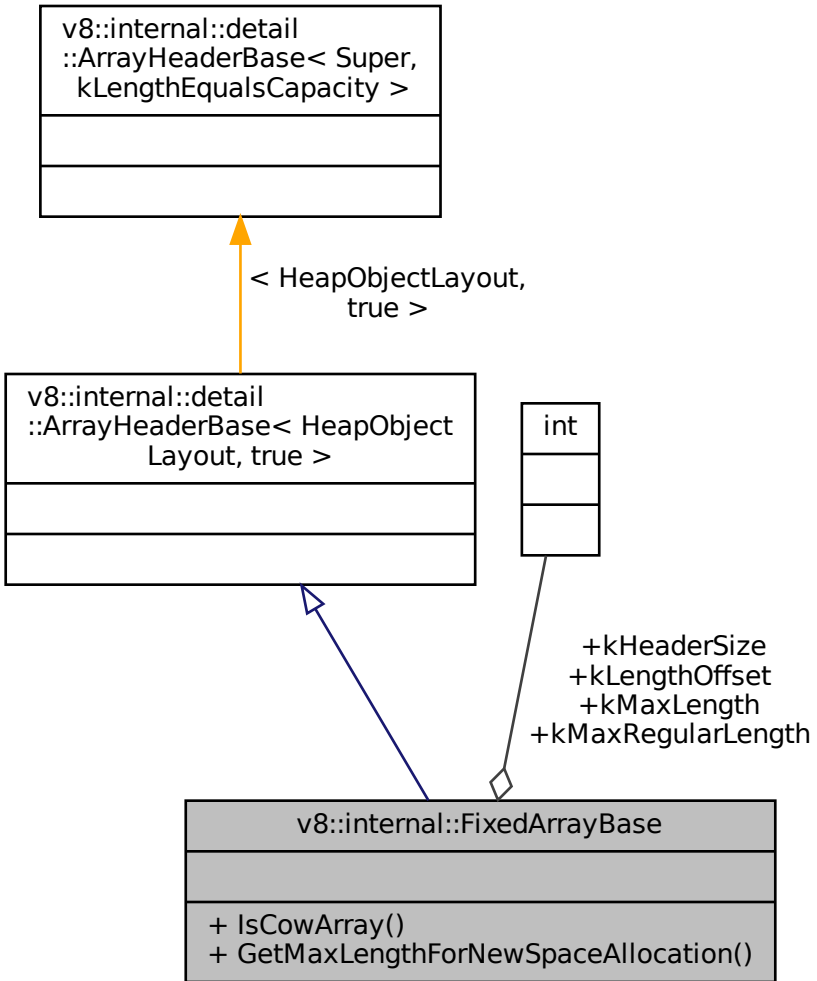 v8::internal::detail
::ArrayHeaderBase< Super,
kLengthEqualsCapacity >
< HeapObjectLayout,
true >
v8::internal::detail
::ArrayHeaderBase< HeapObject
Layout, true >
int
+kHeaderSize
+kLengthOffset
+kMaxLength
+kMaxRegularLength
v8::internal::FixedArrayBase
+ IsCowArray()
+ GetMaxLengthForNewSpaceAllocation()